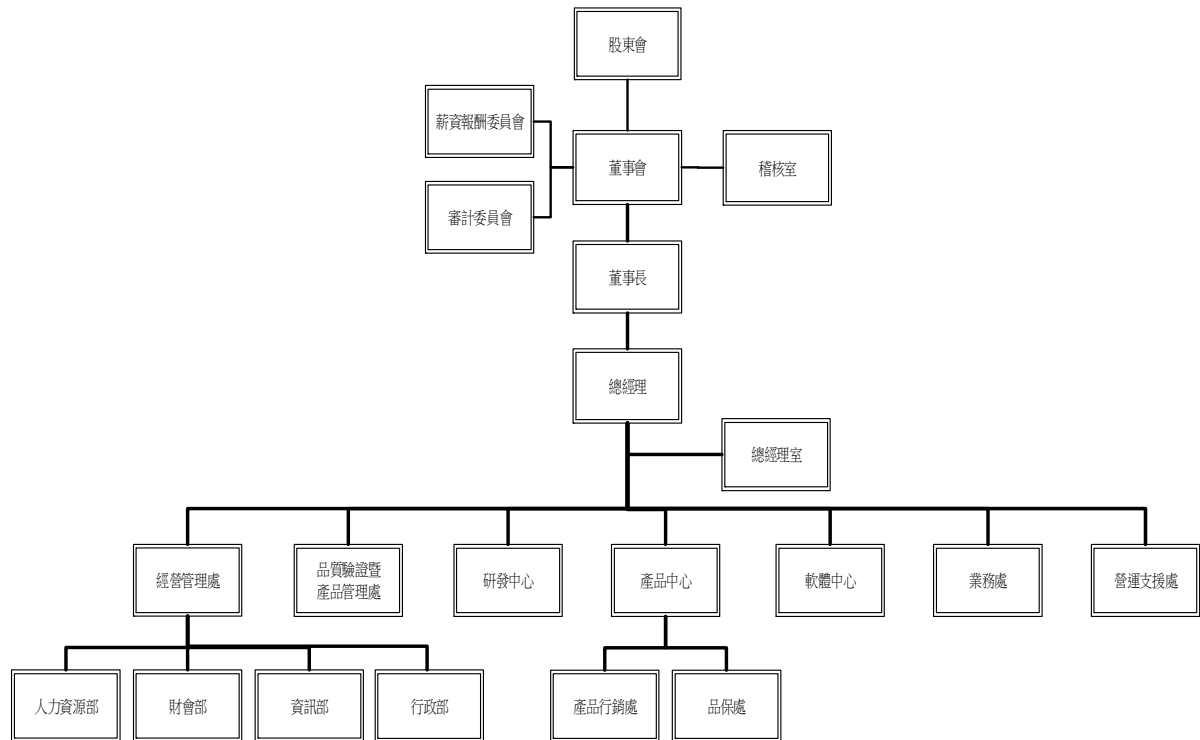 股東會
薪資報酬委員會
董事會
稽核室
審計委員會
董事長
總經理
總經理室
經營管理處
品質驗證暨
產品管理處
研發中心
產品中心
軟體中心
業務處
營運支援處
人力資源部
財會部
資訊部
行政部
產品行銷處
品保處